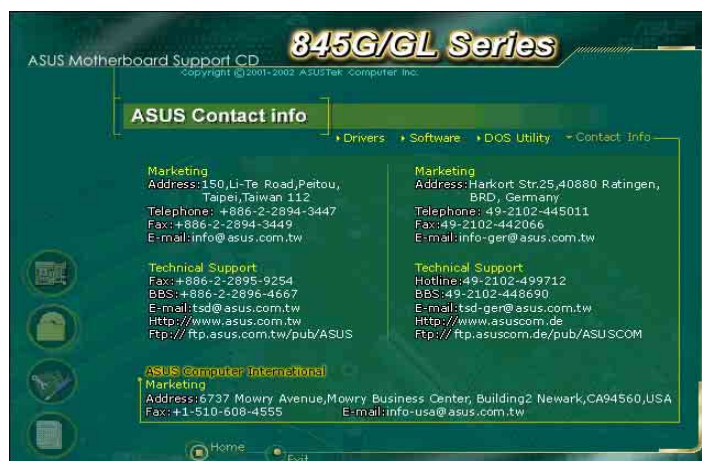 845G/GL Series
ASUS Motherboard Support CD
Copyright ©2001-2002 ASUSTek Computer Inc.
ASUS Contact info
Drivers Software DOS Utility Contact Info
Marketing
Address:150,Li-Te Road,Peitou,
Taipei,Taiwan 112
Telephone: +886-2-2894-3447
Fax:+886-2-2894-3449
E-mail:info@asus.com.tw
Technical Support
Fax:+886-2-2895-9254
BBS:+886-2-2896-4667
E-mail:tsd@asus.com.tw
Http://www.asus.com.tw
Ftp://ftp.asus.com.tw/pub/ASUS
Marketing
Address:Harkort Str.25,40880 Ratingen,
BRD, Germany
Telephone: 49-2102-445011
Fax:49-2102-442066
E-mail:info-ger@asus.com.tw
Technical Support
Hotline:49-2102-499712
BBS:49-2102-448690
E-mail:tsd-ger@asus.com.tw
Http://www.asuscom.de
Ftp://ftp.asuscom.de/pub/ASUSCOM
ASUS Computer International
Marketing
Address:6737 Mowry Avenue,Mowry Business Center, Building2 Newark,CA94560,USA
Fax:+1-510-608-4555 E-mail:info-usa@asus.com.tw
Home
Exit